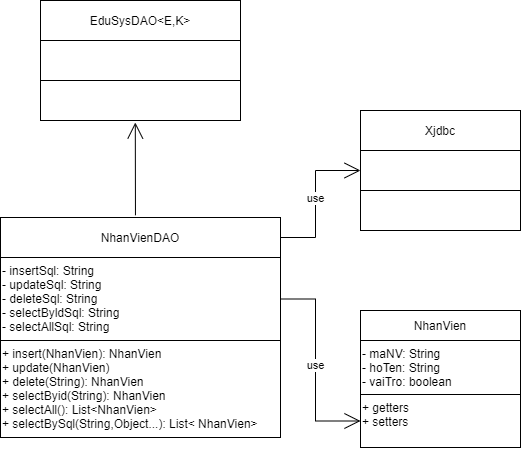 EduSysDAO<E,K>
Xjdbc
use
NhanVienDAO
- insertSql: String
- updateSql: String
- deleteSql: String
- selectByIdSql: String
- selectAllSql: String
+ insert(NhanVien): NhanVien
+ update(NhanVien)
+ delete(String): NhanVien
+ selectByid(String): NhanVien
+ selectAll(): List<NhanVien>
+ selectBySql(String,Object...): List< NhanVien>
use
NhanVien
- maNV: String
- hoTen: String
- vaiTro: boolean
+ getters
+ setters